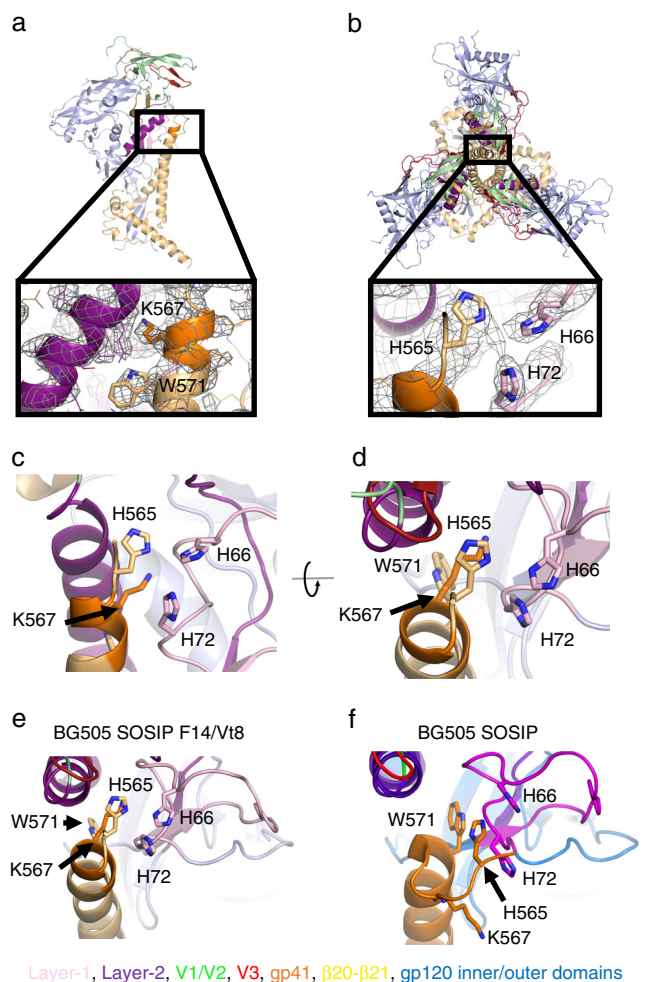 a
b
K567
W571
H565
H66
H72
c
d
H565
H66
K567
H72
H565
W571
H66
K567
H72
e
BG505 SOSIP F14/Vt8
f
BG505 SOSIP
H565
W571
H66
K567
H72
H66
W571
H72
H565
K567
Layer-1, Layer-2, V1/V2, V3, gp41, β20-β21, gp120 inner/outer domains